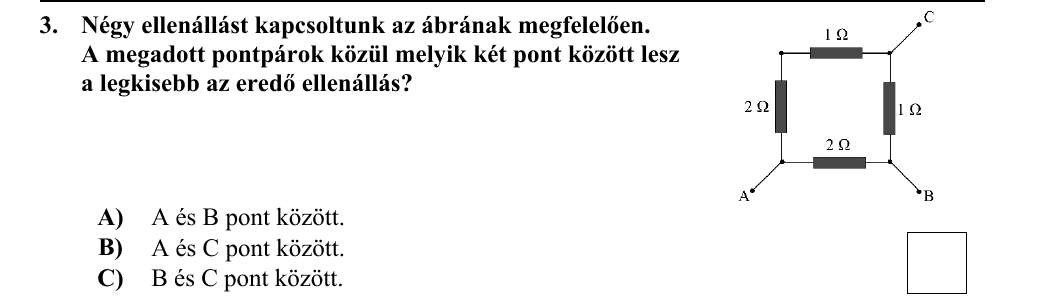 3. Négy ellenállást kapcsoltunk az ábrának megfelelően.
A megadott pontpárok közül melyik két pont között lesz
a legkisebb az eredő ellenállás?
C
1 Ω
2 Ω
1 Ω
2 Ω
A
B
A) A és B pont között.
B) A és C pont között.
C) B és C pont között.